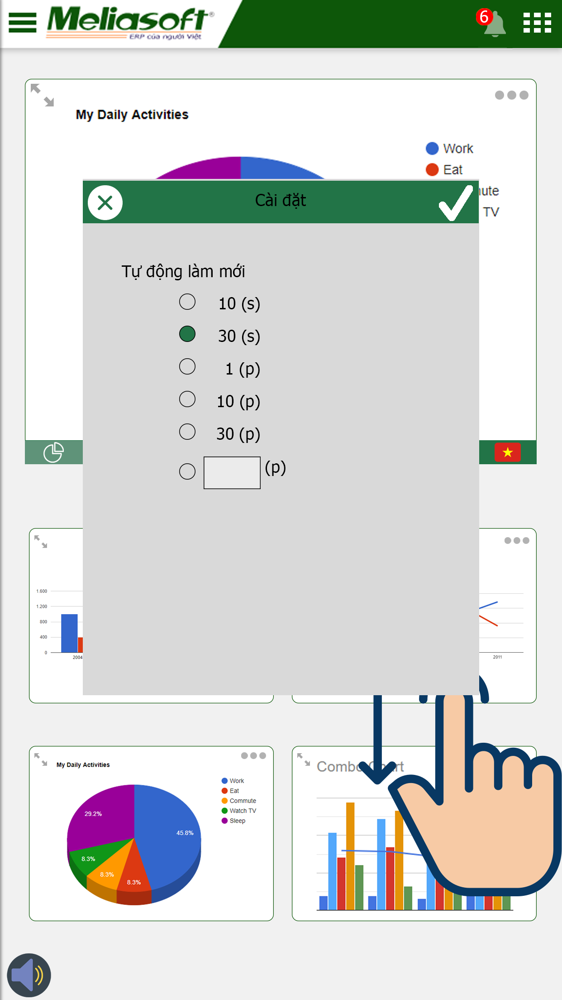 Meliasoft®
ERP của người Việt
6
My Daily Activities
Work
Eat
ute
TV
Cài đặt
Tự động làm mới
10 (s)
30 (s)
1 (p)
10 (p)
30 (p)
(p)
1.600
1.200
800
400
0
2004
2011
My Daily Activities
Work
Eat
Commute
Watch TV
Sleep
29.2%
45.8%
8.3%
8.3%
8.3%
Combo Chart